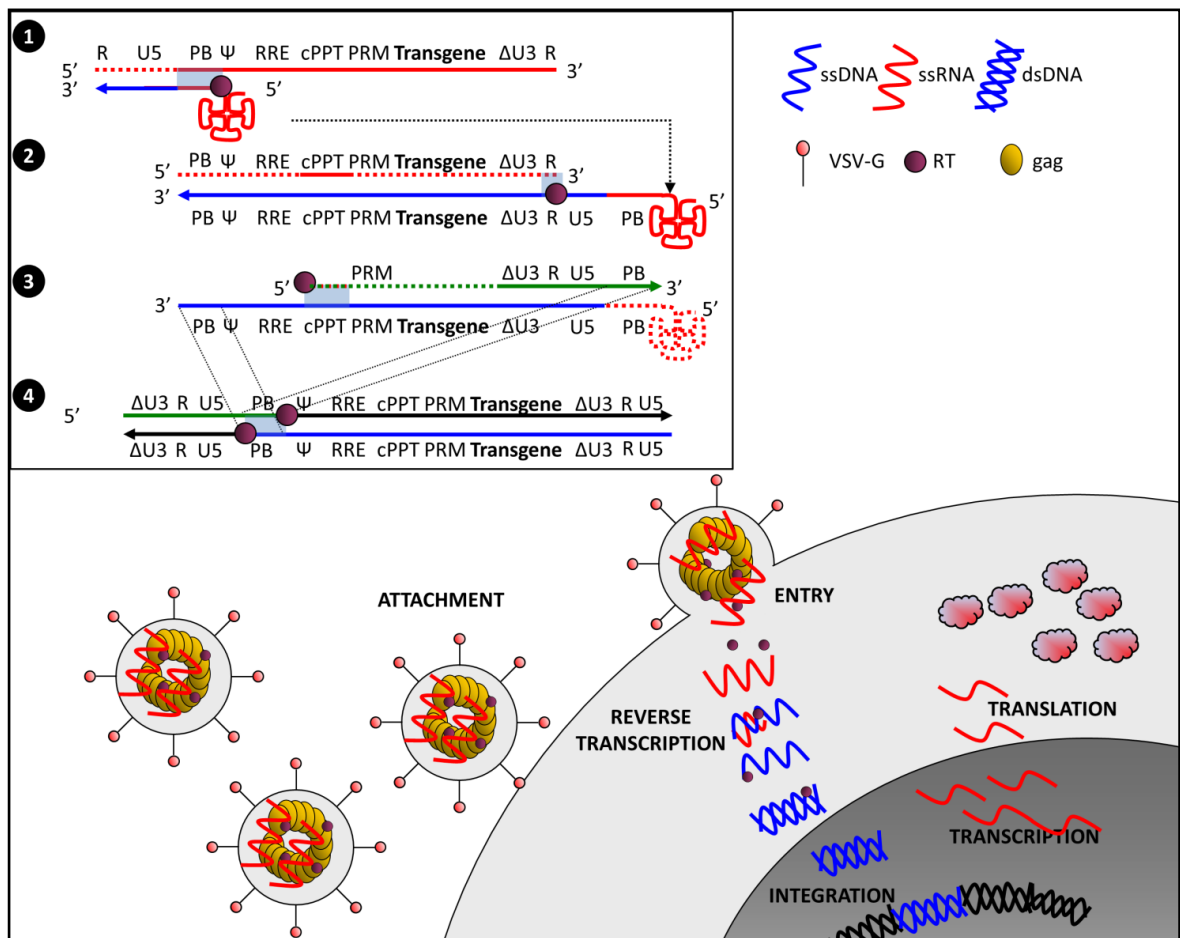 1
R U5 PB Ψ RRE cPPT PRM Transgene ΔU3 R
5’ 3’
3’ 5’
2
PB Ψ RRE cPPT PRM Transgene ΔU3 R
5’ 3’
3’ 5’
PB Ψ RRE cPPT PRM Transgene ΔU3 R U5 PB
3
PRM ΔU3 R U5 PB
5’ 3’
3’ 5’
PB Ψ RRE cPPT PRM Transgene ΔU3 U5 PB
4
ΔU3 R U5 PB Ψ RRE cPPT PRM Transgene ΔU3 R U5
5’
ΔU3 R U5 PB Ψ RRE cPPT PRM Transgene ΔU3 R U5
ssDNA ssRNA dsDNA
VSV-G RT gag
ATTACHMENT
ENTRY
REVERSE
TRANSCRIPTION
TRANSLATION
TRANSCRIPTION
INTEGRATION